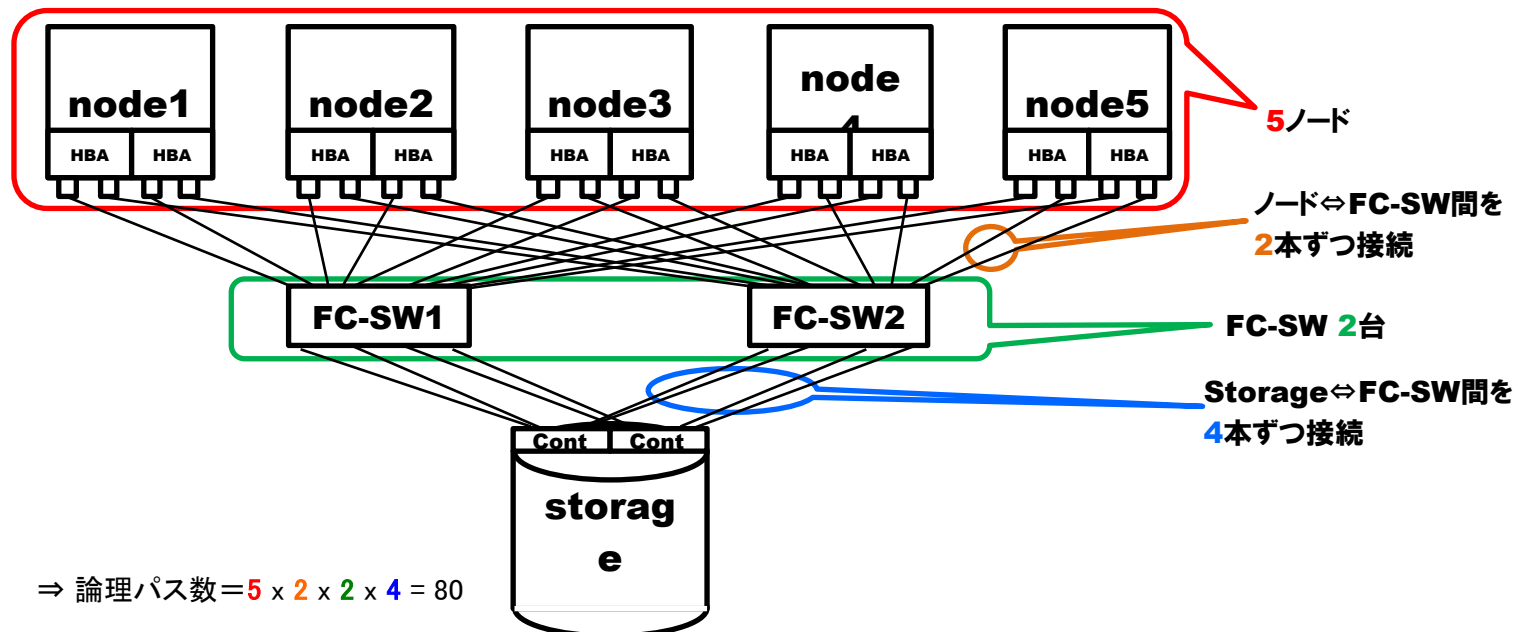 node1
node2
node3
node
4
node5
HBA
HBA
HBA
HBA
HBA
HBA
HBA
HBA
HBA
HBA
5ノード
ノード⇔FC-SW間を
2本ずつ接続
FC-SW1
FC-SW2
FC-SW 2台
Storage⇔FC-SW間を
4本ずつ接続
Cont
Cont
storag
e
⇒ 論理パス数＝5 x 2 x 2 x 4 = 80